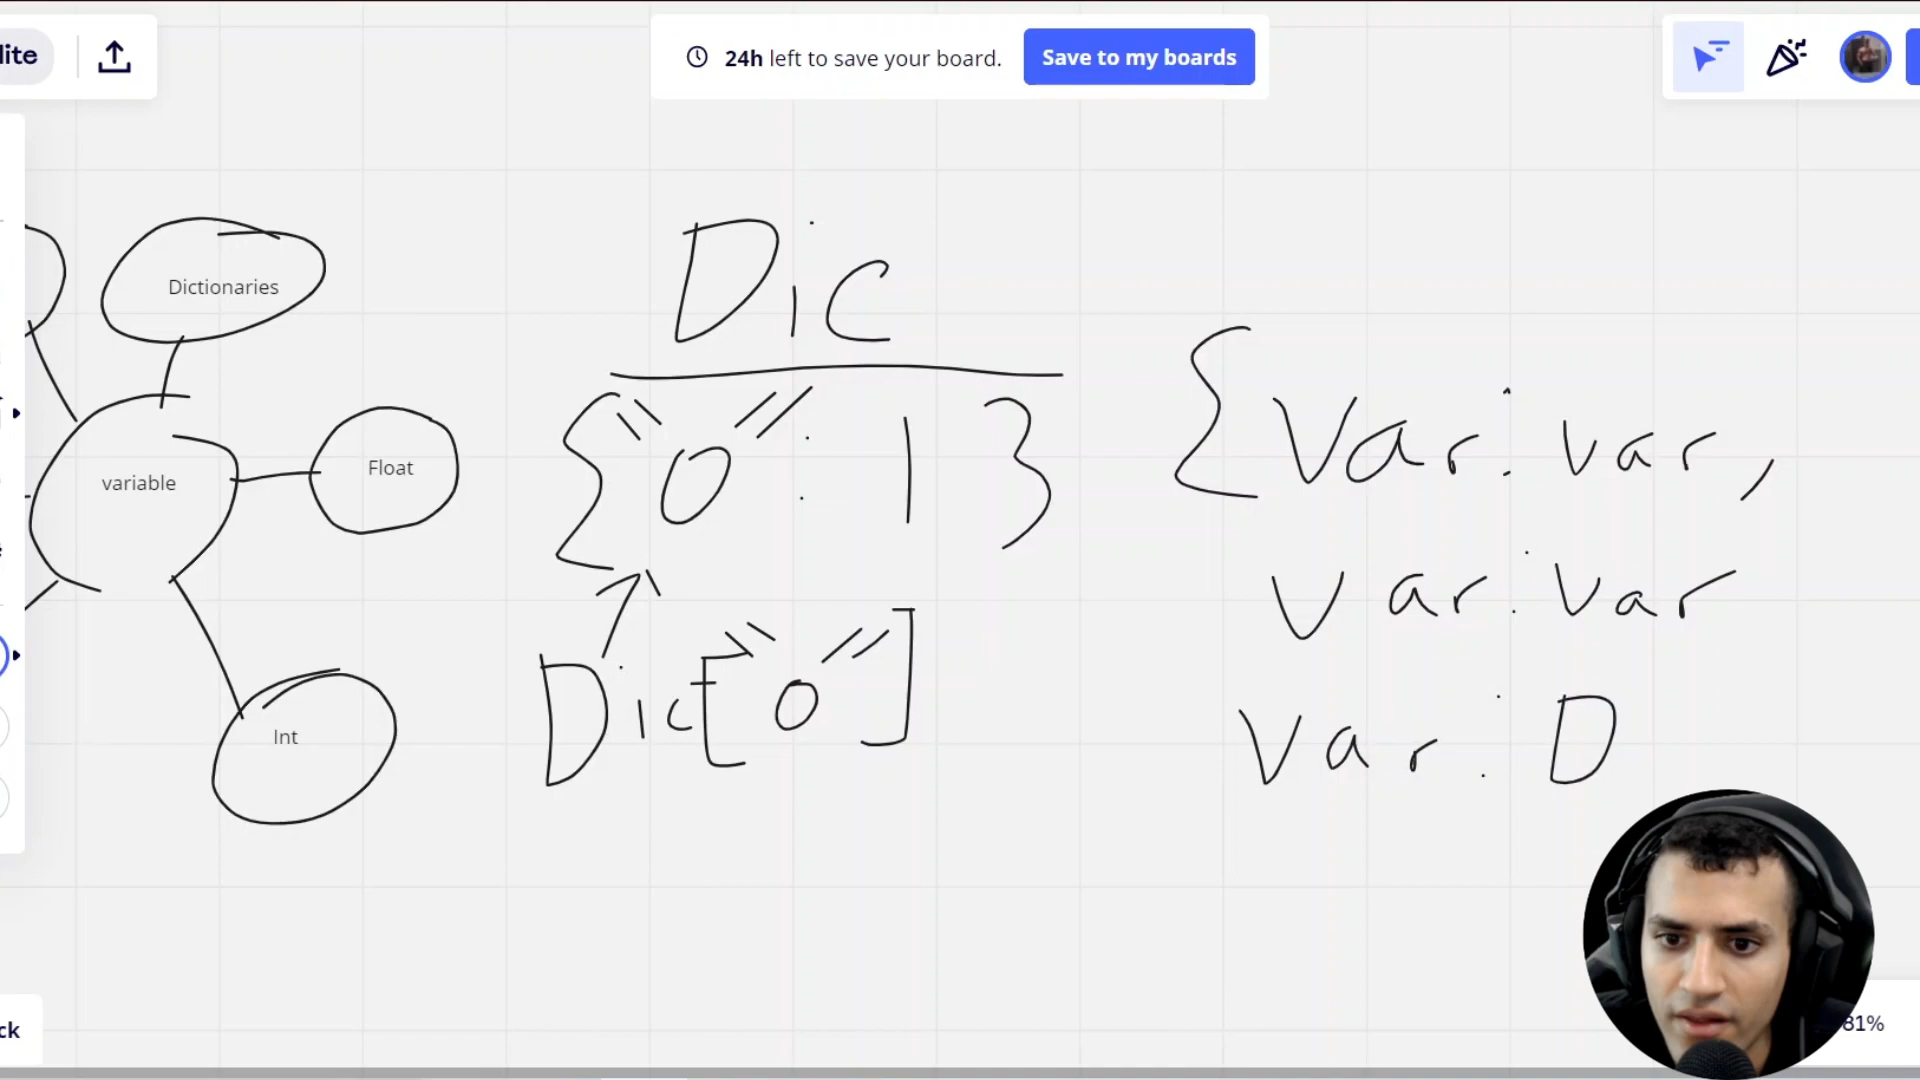 lite
24h left to save your board.
Save to my boards
Dictionaries
variable
Float
Int
Dic
{"0": 1}
Dic["0"]
{Var: var,
Var: Var
Var: D
ck
81%